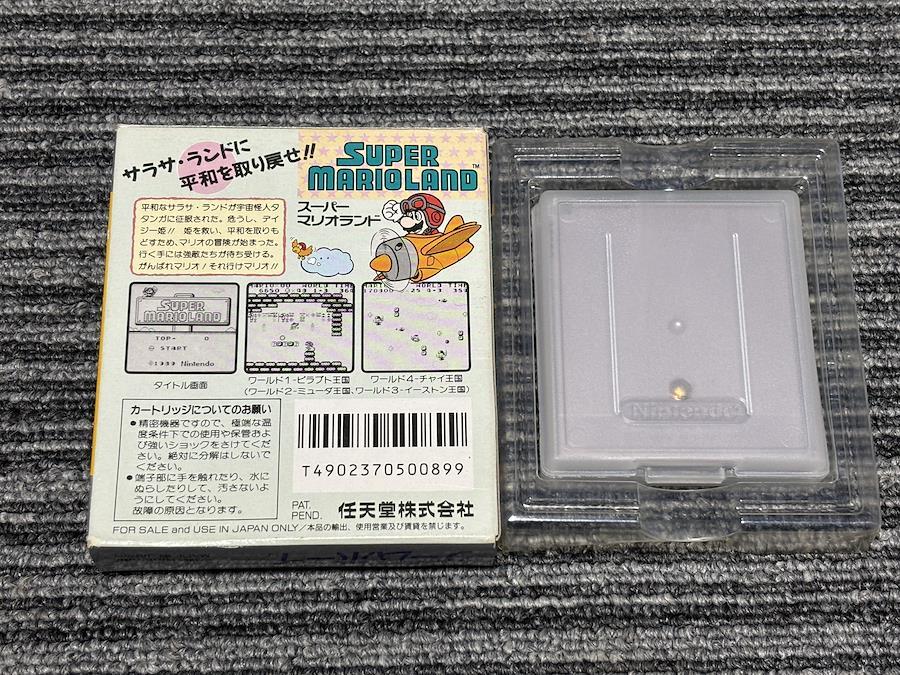 サラサ・ランドに
平和を取り戻せ!!
SUPER
MARIOLAND™
スーパー
マリオランド
平和なサラサ・ランドが宇宙怪人タ
タンガに征服された。危うし、デイ
ジー姫!! 姫を救い、平和を取りも
どすため、マリオの冒険が始まった。
行く手には強敵たちが待ち受ける。
がんばれマリオ!それ行けマリオ!!
SUPER
MARIOLAND
TOP- 0
START
©1989 Nintendo
WORLD TIME
6650 1-3
WORLD TIME
4-3
タイトル画面
ワールド1-ピラプト王国
ワールド4-チャイ王国
(ワールド2-ミューダ王国、ワールド3-イーストン王国)
カートリッジについてのお願い
●精密機器ですので、極端な温
度条件下での使用や保管およ
び強いショックをさけてくだ
さい。絶対に分解はしないで
ください。
●端子部に手を触れたり、水に
ぬらしたりして、汚さないよ
うにしてください。
故障の原因となります。
T4902370500899
PAT.
PEND.
任天堂株式会社
FOR SALE and USE IN JAPAN ONLY/本品の輸出、使用営業及び賃貸を禁じます。
Nintendo